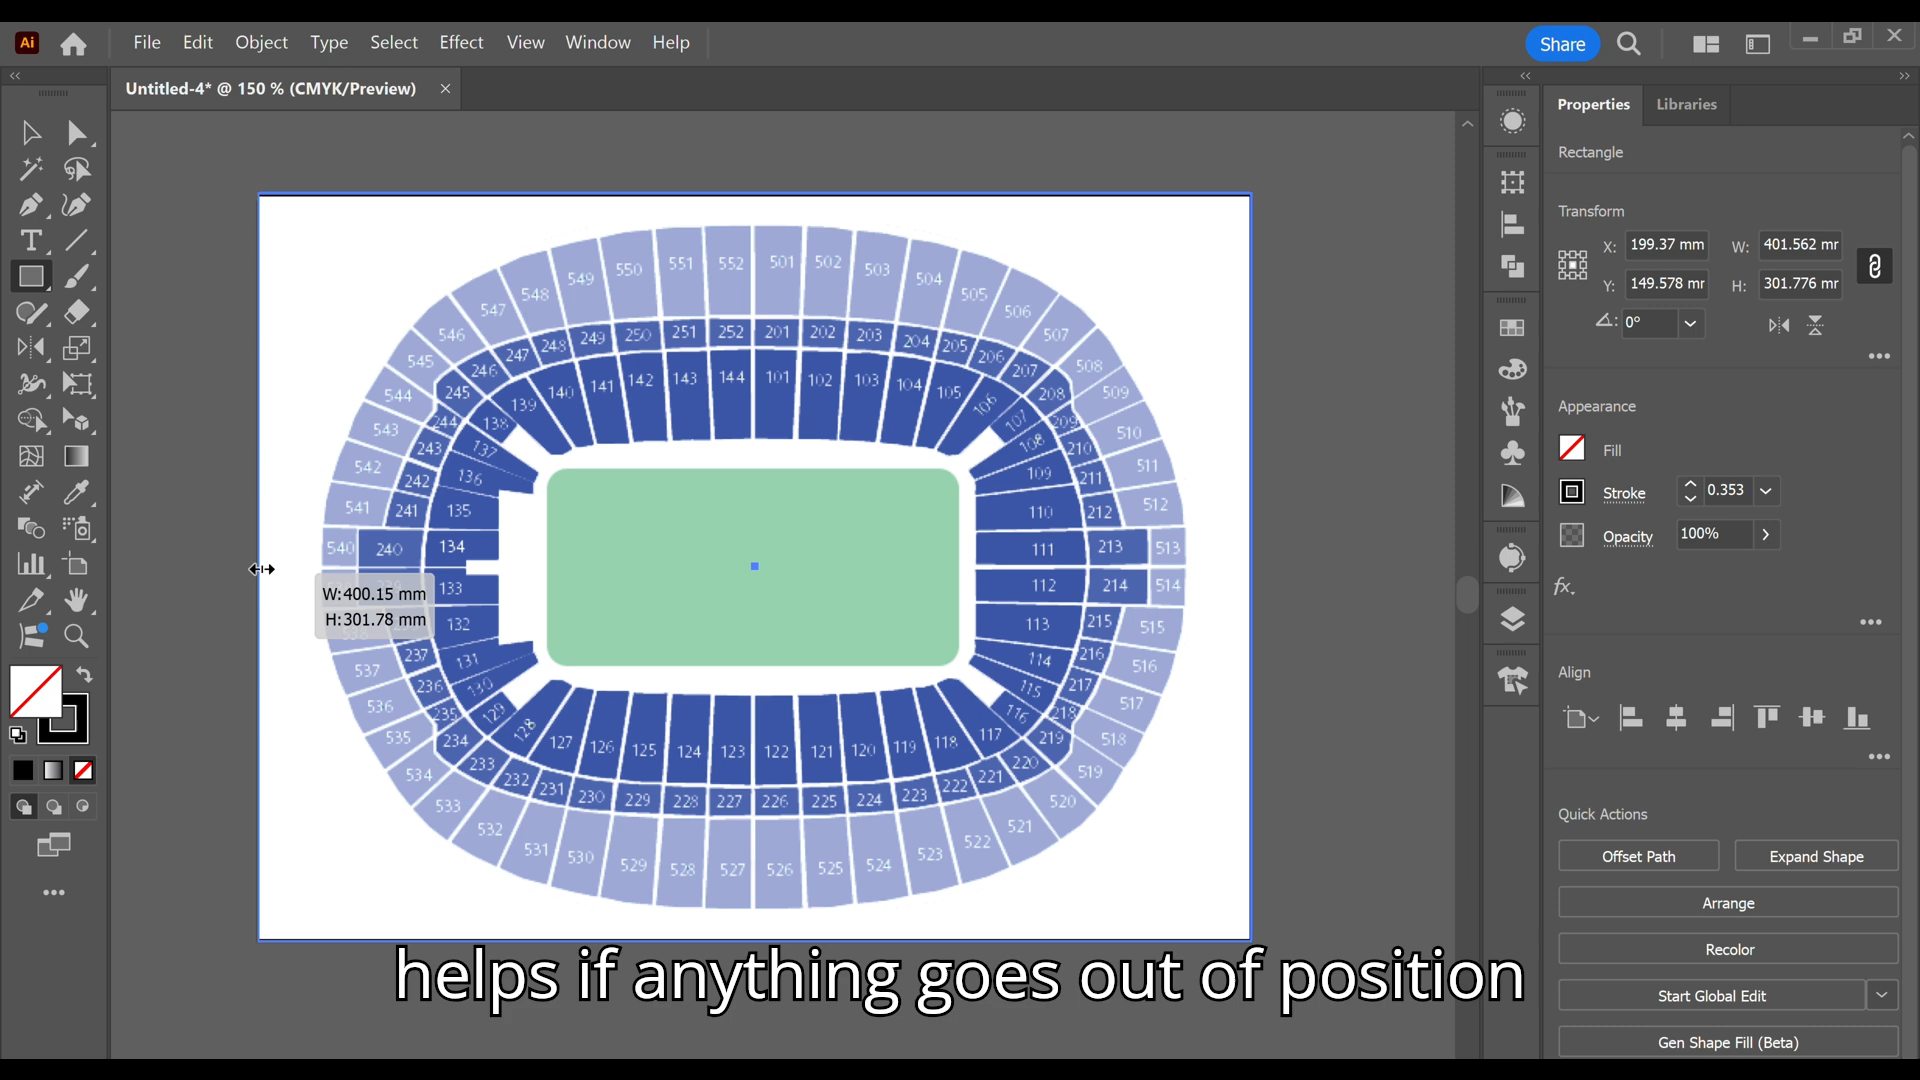 Ai File Edit Object Type Select Effect View Window Help Share
Untitled-4* @ 150 % (CMYK/Preview)
Properties Libraries
Rectangle
Transform
X: 199.37 mm W: 401.562 mr
Y: 149.578 mr H: 301.776 mr
0°
Appearance
Fill
Stroke 0.353
Opacity 100%
fx.
Align
Quick Actions
Offset Path Expand Shape
Arrange
Recolor
Start Global Edit
Gen Shape Fill (Beta)
549 550 551 552 501 502 503 504
548 505
547 506
546 507
545 508
544 509
543 510
542 511
541 512
540 513
514
515
537 516
536 517
535 518
534 519
533 520
532 521
531 530 529 528 527 526 525 524 523 522
248 249 250 251 252 201 202 203 204 205
247 206
246 207
245 208
244 209
243 210
242 211
241 212
240 213
214
215
237 216
236 217
235 218
234 219
233 220
232 231 230 229 228 227 226 225 224 223 222 221
139 140 141 142 143 144 101 102 103 104 105 106
138 107
137 108
136 109
135 110
134 111
133 112
132 113
131 114
130 115
129 116
128 127 126 125 124 123 122 121 120 119 118 117
W:400.15 mm
H:301.78 mm
helps if anything goes out of position